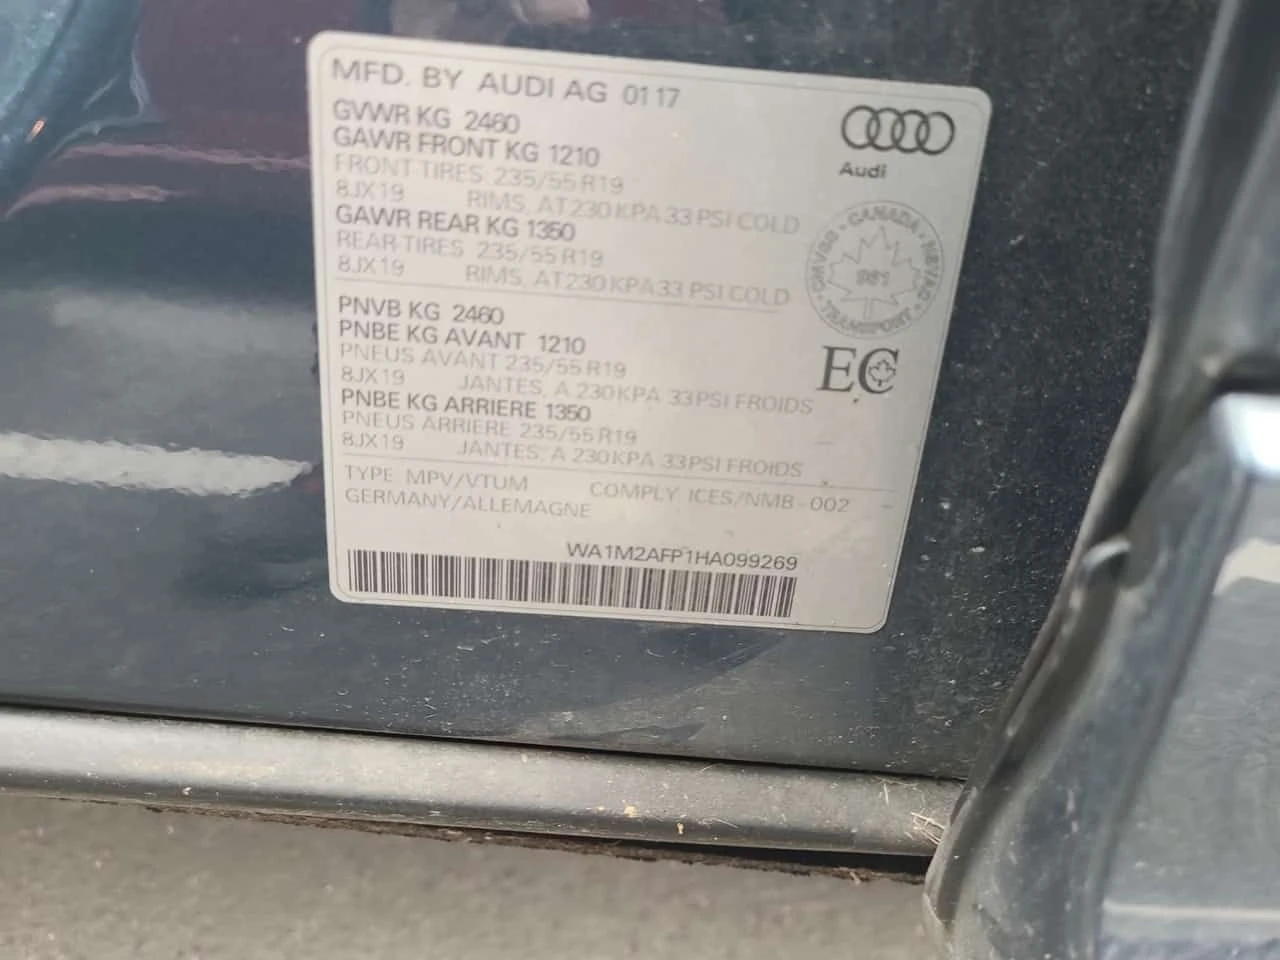 MFD. BY AUDI AG 01 17
GVWR KG 2460
GAWR FRONT KG 1210
FRONT TIRES 235/55 R19
8JX19 RIMS, AT 230 KPA 33 PSI COLD
GAWR REAR KG 1350
REAR TIRES 235/55 R19
8JX19 RIMS, AT 230 KPA 33 PSI COLD
PNVB KG 2460
PNBE KG AVANT 1210
PNEUS AVANT 235/55 R19
8JX19 JANTES, A 230 KPA 33 PSI FROIDS
PNBE KG ARRIERE 1350
PNEUS ARRIERE 235/55 R19
8JX19 JANTES, A 230 KPA 33 PSI FROIDS
TYPE MPV/VTUM COMPLY ICES/NMB-002
GERMANY/ALLEMAGNE
WA1M2AFP1HA099269
Audi
CANADA
TRANSPORT
EC